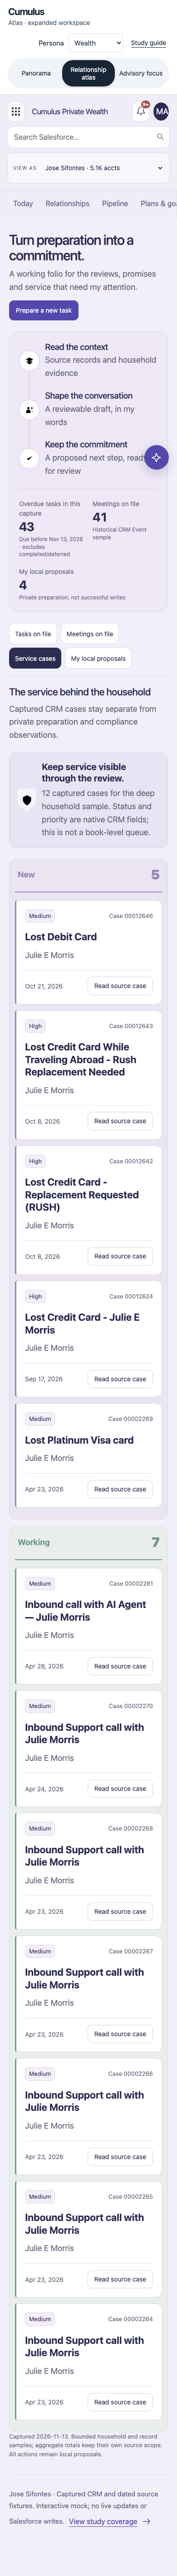 Cumulus
Atlas · expanded workspace
Persona
Wealth
Study guide
Panorama
Relationship atlas
Advisory focus
Cumulus Private Wealth
9+
MA
Search Salesforce...
VIEW AS
Jose Sifontes · 5.1K accts
Today
Relationships
Pipeline
Plans & go
Turn preparation into a
commitment.
A working folio for the reviews, promises
and service that need my attention.
Prepare a new task
Read the context
Source records and household
evidence
Shape the conversation
A reviewable draft, in my
words
Keep the commitment
A proposed next step, ready
for review
Overdue tasks in this
capture
43
Due before Nov 13, 2026
· excludes
completed/deferred
Meetings on file
41
Historical CRM Event
sample
My local proposals
4
Private preparation, not successful writes
Tasks on file
Meetings on file
Service cases
My local proposals
The service behind the household
Captured CRM cases stay separate from
private preparation and compliance
observations.
Keep service visible
through the review.
12 captured cases for the deep
household sample. Status and
priority are native CRM fields;
this is not a book-level queue.
New
5
Medium
Case 00012646
Lost Debit Card
Julie E Morris
Oct 21, 2026
Read source case
High
Case 00012643
Lost Credit Card While
Traveling Abroad - Rush
Replacement Needed
Julie E Morris
Oct 8, 2026
Read source case
High
Case 00012642
Lost Credit Card -
Replacement Requested
(RUSH)
Julie E Morris
Oct 8, 2026
Read source case
High
Case 00012624
Lost Credit Card - Julie E
Morris
Julie E Morris
Sep 17, 2026
Read source case
Medium
Case 00002269
Lost Platinum Visa card
Julie E Morris
Apr 23, 2026
Read source case
Working
7
Medium
Case 00002281
Inbound call with AI Agent
— Julie Morris
Julie E Morris
Apr 28, 2026
Read source case
Medium
Case 00002270
Inbound Support call with
Julie Morris
Julie E Morris
Apr 24, 2026
Read source case
Medium
Case 00002268
Inbound Support call with
Julie Morris
Julie E Morris
Apr 23, 2026
Read source case
Medium
Case 00002267
Inbound Support call with
Julie Morris
Julie E Morris
Apr 23, 2026
Read source case
Medium
Case 00002266
Inbound Support call with
Julie Morris
Julie E Morris
Apr 23, 2026
Read source case
Medium
Case 00002265
Inbound Support call with
Julie Morris
Julie E Morris
Apr 23, 2026
Read source case
Medium
Case 00002264
Inbound Support call with
Julie Morris
Julie E Morris
Apr 23, 2026
Read source case
Captured 2026-11-13. Bounded household and record
samples; aggregate totals keep their own source scope.
All actions remain local proposals.
Jose Sifontes · Captured CRM and dated source
fixtures. Interactive mock; no live updates or
Salesforce writes. View study coverage →